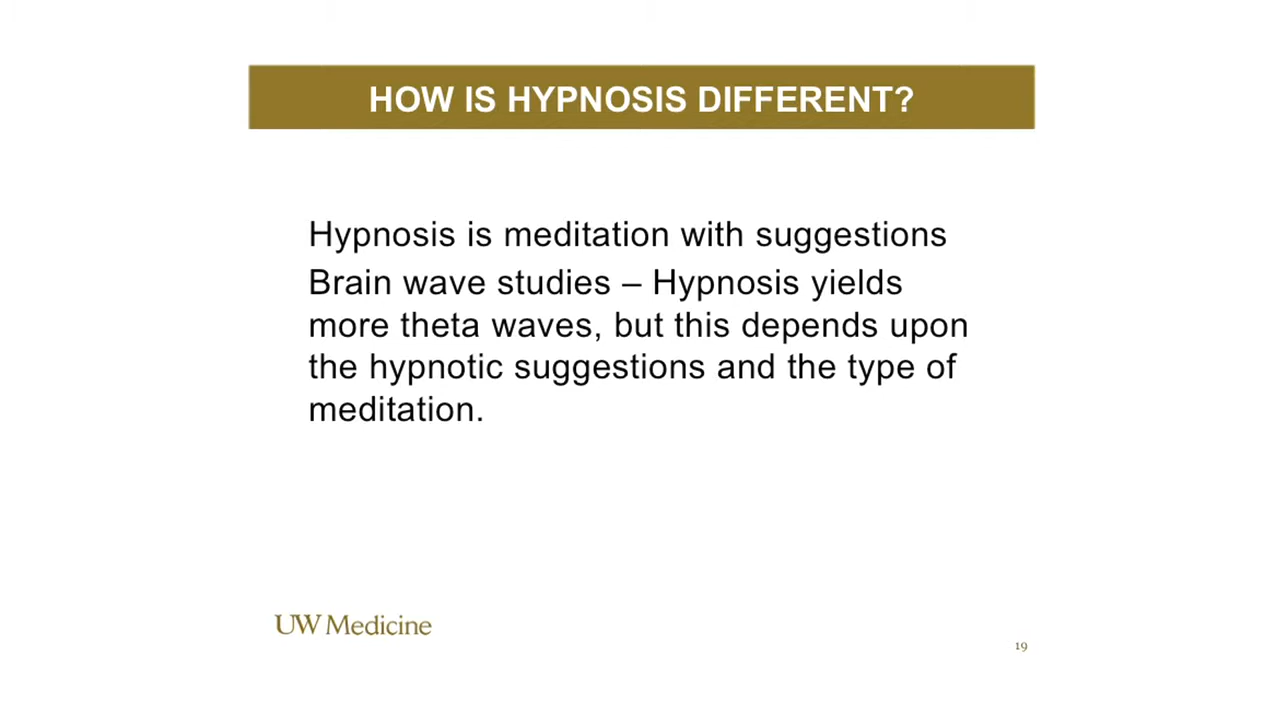 HOW IS HYPNOSIS DIFFERENT?
Hypnosis is meditation with suggestions
Brain wave studies – Hypnosis yields
more theta waves, but this depends upon
the hypnotic suggestions and the type of
meditation.
UW Medicine
19